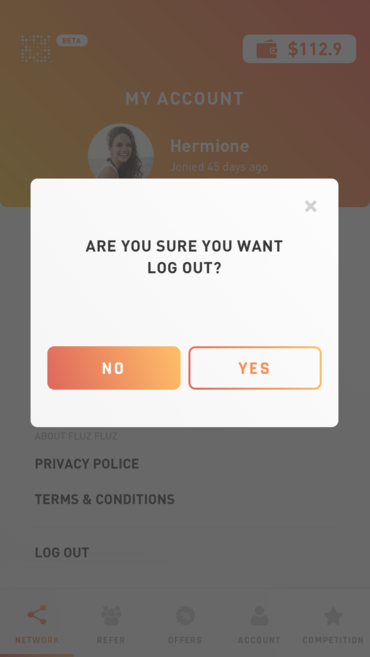 BETA
$112.9
MY ACCOUNT
Hermione
Jonied 45 days ago
×
ARE YOU SURE YOU WANT
LOG OUT?
NO
YES
ABOUT FLUZ FLUZ
PRIVACY POLICE
TERMS & CONDITIONS
LOG OUT
NETWORK
REFER
OFFERS
ACCOUNT
COMPETITION